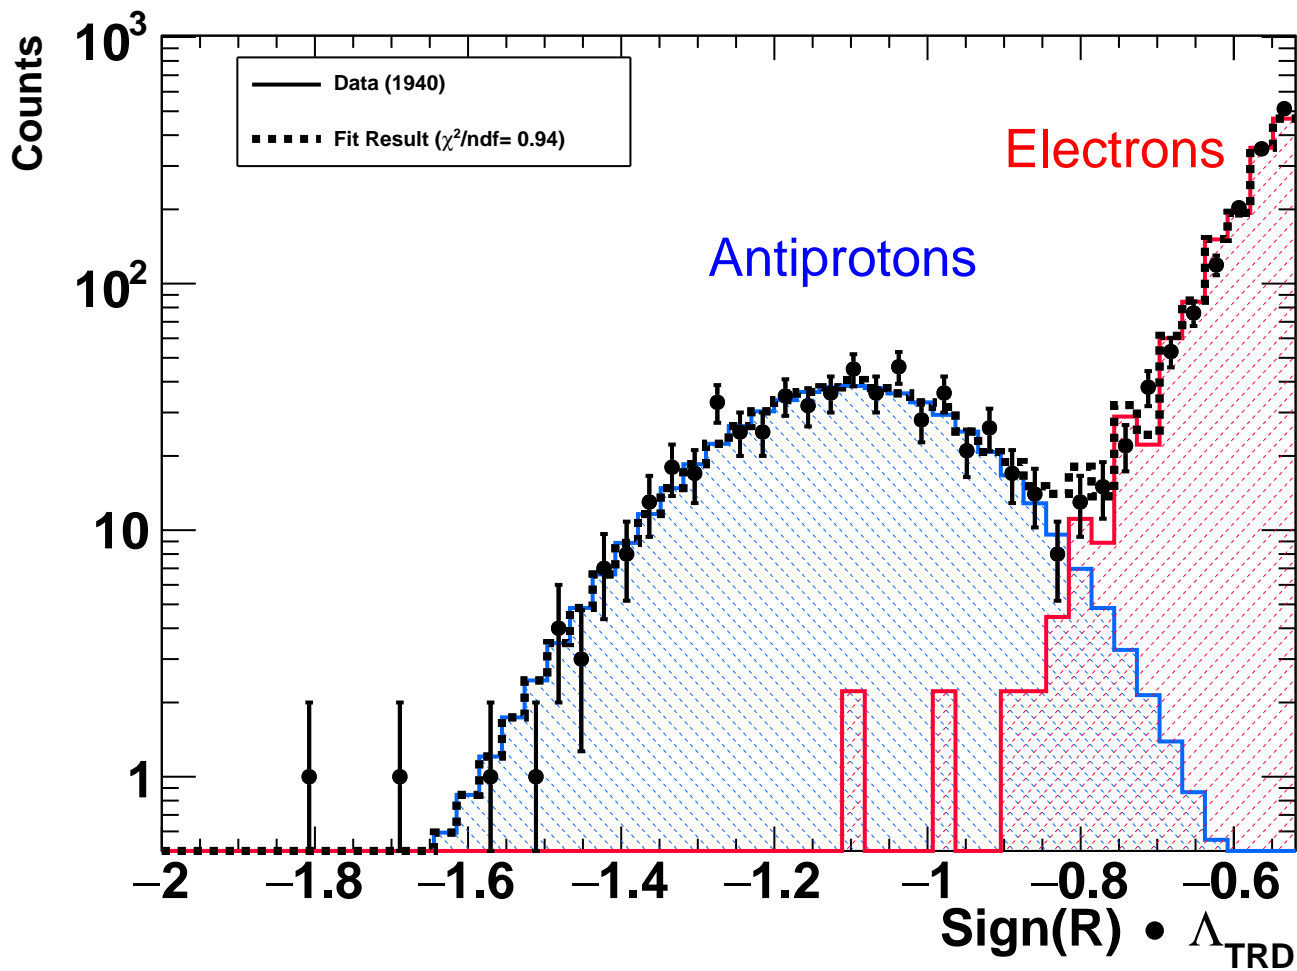 Counts
10³
10²
10
1
Data (1940)
Fit Result (χ²/ndf= 0.94)
Electrons
Antiprotons
−2
−1.8
−1.6
−1.4
−1.2
−1
−0.8
−0.6
Sign(R) • Λ_TRD